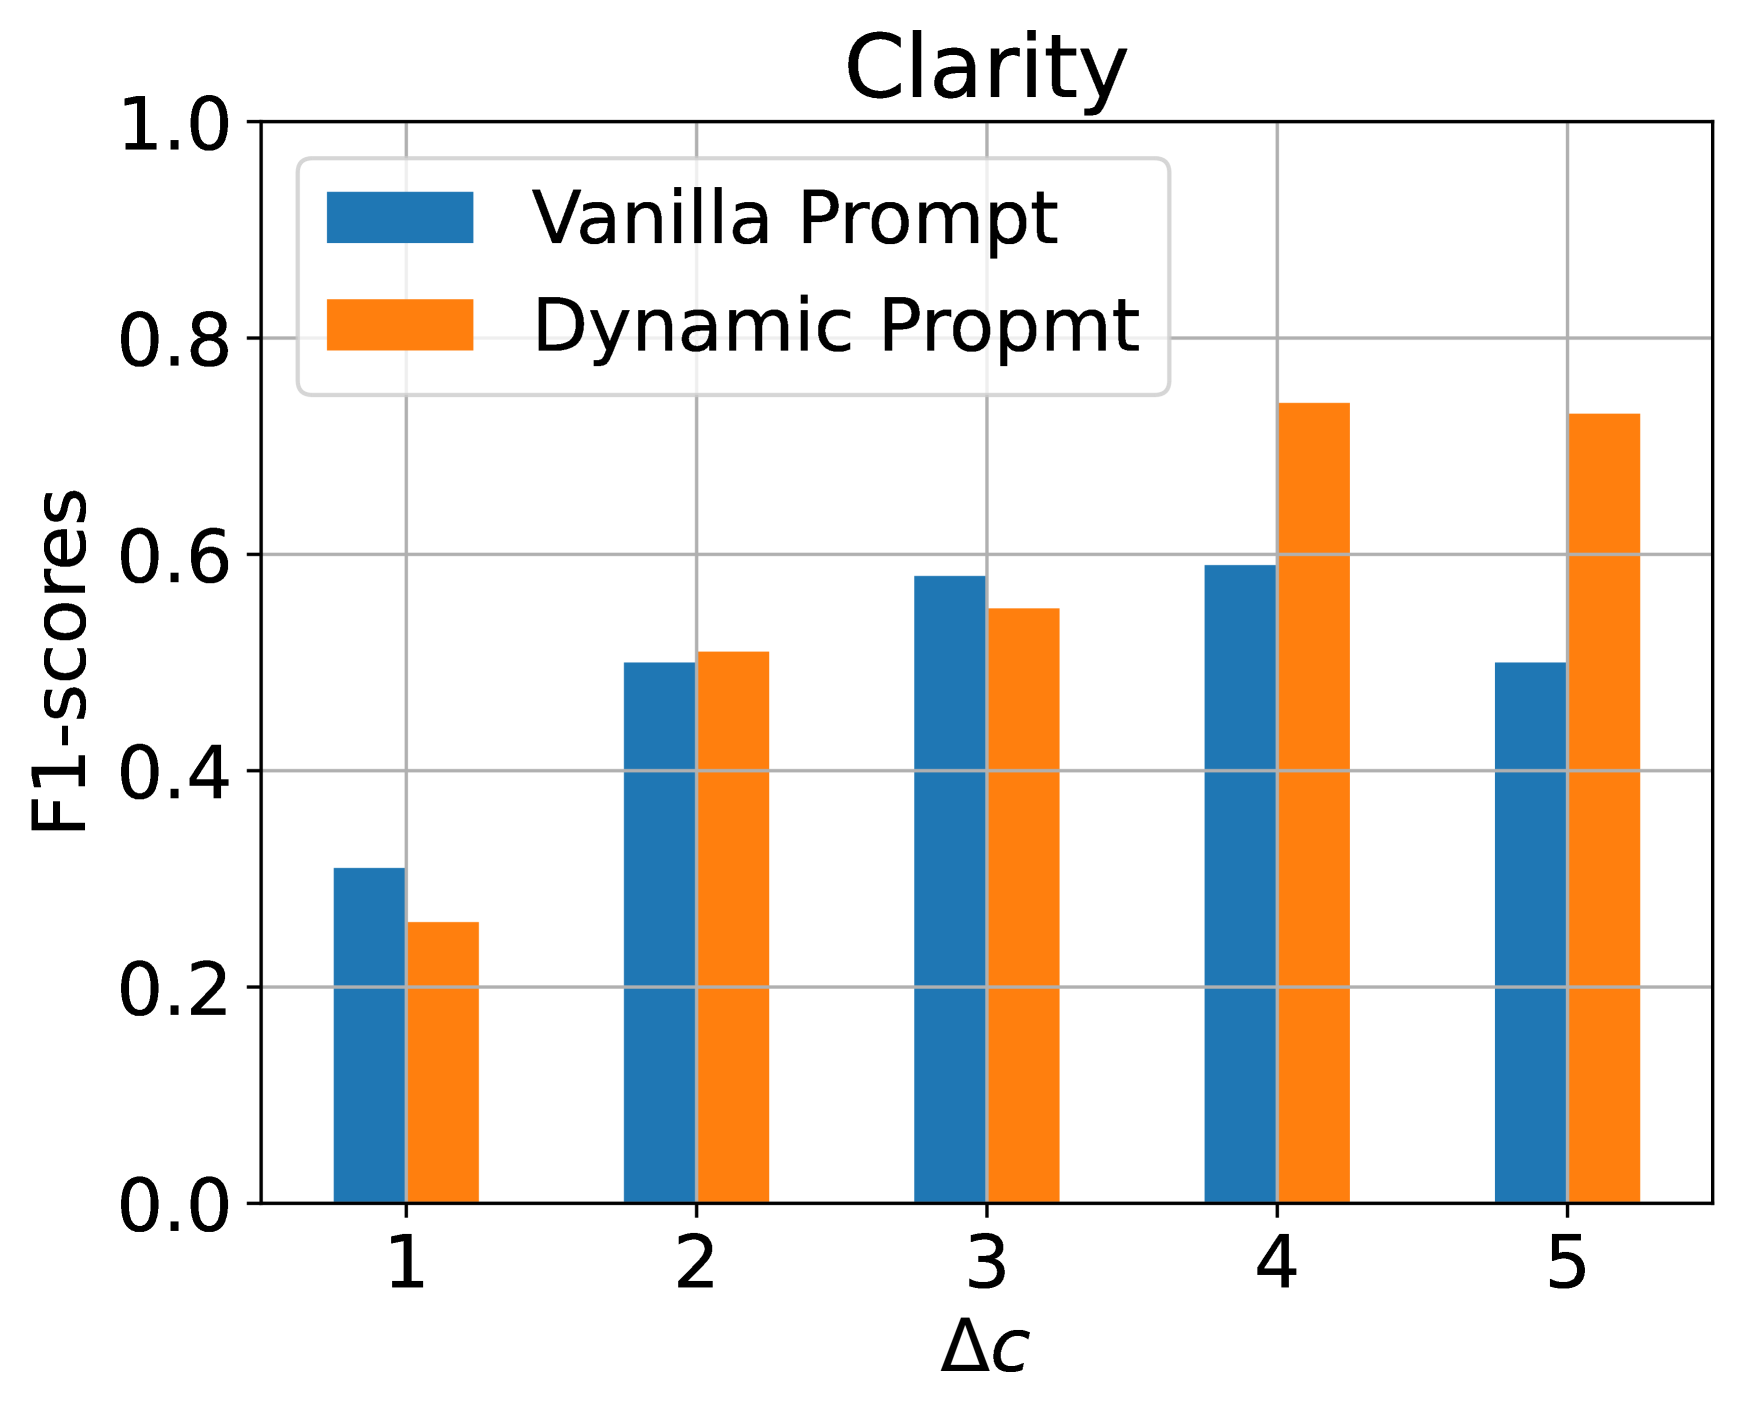 Clarity
1.0
0.8
0.6
0.4
0.2
0.0
F1-scores
Vanilla Prompt
Dynamic Propmt
1 2 3 4 5
Δc